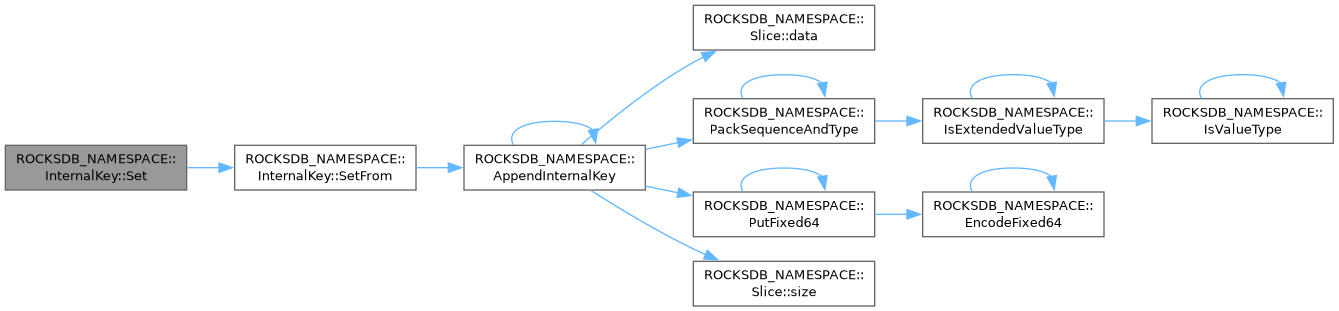 ROCKSDB_NAMESPACE::
InternalKey::Set
ROCKSDB_NAMESPACE::
InternalKey::SetFrom
ROCKSDB_NAMESPACE::
AppendInternalKey
ROCKSDB_NAMESPACE::
Slice::data
ROCKSDB_NAMESPACE::
PackSequenceAndType
ROCKSDB_NAMESPACE::
IsExtendedValueType
ROCKSDB_NAMESPACE::
IsValueType
ROCKSDB_NAMESPACE::
PutFixed64
ROCKSDB_NAMESPACE::
EncodeFixed64
ROCKSDB_NAMESPACE::
Slice::size